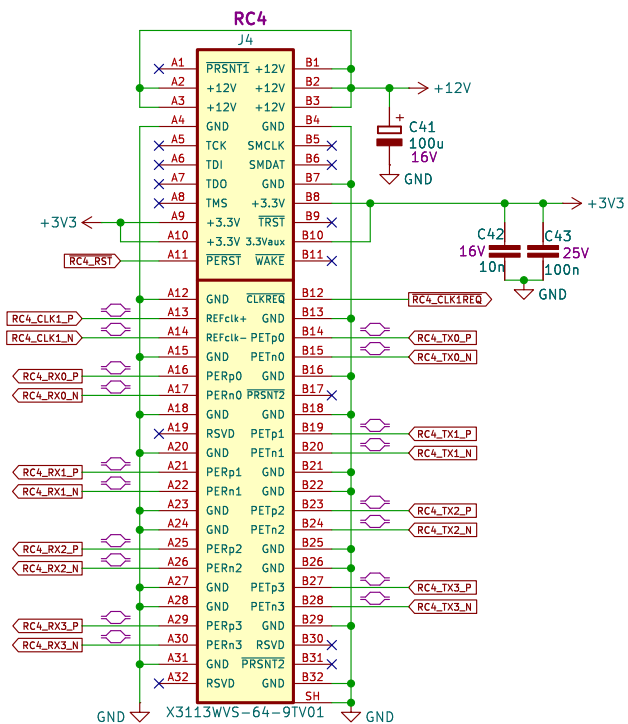 RC4
J4
A1 PRSNT1 +12V B1
A2 +12V +12V B2 +12V
A3 +12V +12V B3
A4 GND GND B4
A5 TCK SMCLK B5
A6 TDI SMDAT B6
A7 TDO GND B7
A8 TMS +3.3V B8 +3V3
+3V3 A9 +3.3V TRST B9
A10 +3.3V 3.3Vaux B10
RC4_RST A11 PERST WAKE B11
+
C41
100u
16V
GND
C42
16V
10n
C43
25V
100n
GND
A12 GND CLKREQ B12 RC4_CLK1REQ
RC4_CLK1_P A13 REFclk+ GND B13
RC4_CLK1_N A14 REFclk- PETp0 B14 RC4_TX0_P
A15 GND PETn0 B15 RC4_TX0_N
RC4_RX0_P A16 PERp0 GND B16
RC4_RX0_N A17 PERn0 PRSNT2 B17
A18 GND GND B18
A19 RSVD PETp1 B19 RC4_TX1_P
A20 GND PETn1 B20 RC4_TX1_N
RC4_RX1_P A21 PERp1 GND B21
RC4_RX1_N A22 PERn1 GND B22
A23 GND PETp2 B23 RC4_TX2_P
A24 GND PETn2 B24 RC4_TX2_N
RC4_RX2_P A25 PERp2 GND B25
RC4_RX2_N A26 PERn2 GND B26
A27 GND PETp3 B27 RC4_TX3_P
A28 GND PETn3 B28 RC4_TX3_N
RC4_RX3_P A29 PERp3 GND B29
RC4_RX3_N A30 PERn3 RSVD B30
A31 GND PRSNT2 B31
A32 RSVD GND B32
SH
GND X3113WVS-64-9TV01 GND